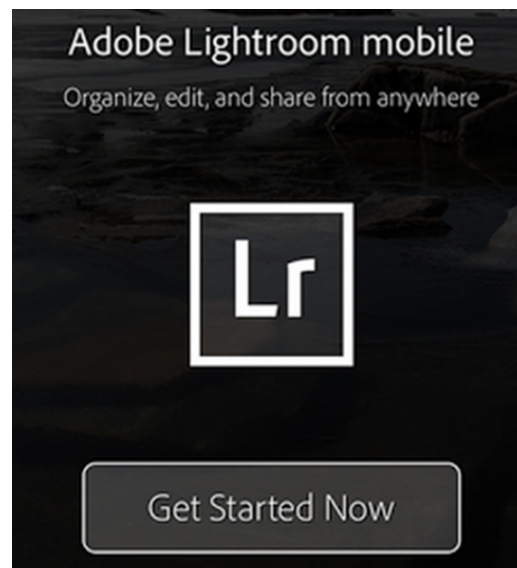 Adobe Lightroom mobile
Organize, edit, and share from anywhere
Lr
Get Started Now